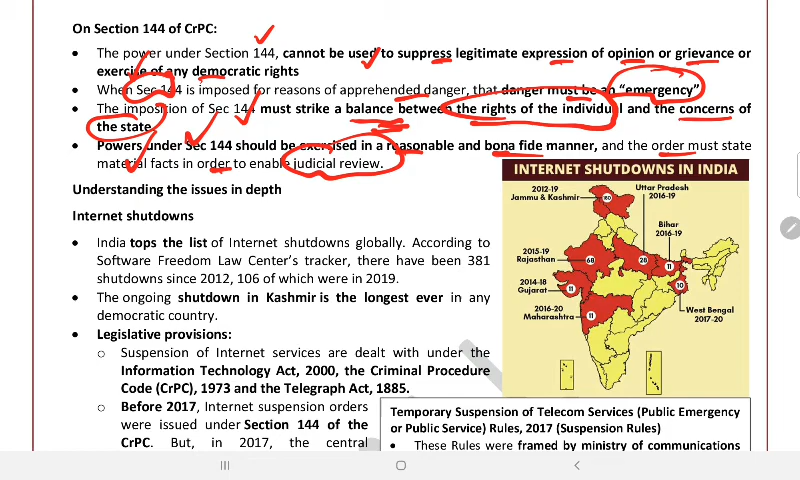 On Section 144 of CrPC:
• The power under Section 144, cannot be used to suppress legitimate expression of opinion or grievance or
exercise of any democratic rights
• When Sec 144 is imposed for reasons of apprehended danger, that danger must be an “emergency”
• The imposition of Sec 144 must strike a balance between the rights of the individual and the concerns of
the state
• Powers under Sec 144 should be exercised in a reasonable and bona fide manner, and the order must state
material facts in order to enable judicial review.
Understanding the issues in depth
Internet shutdowns
• India tops the list of Internet shutdowns globally. According to
Software Freedom Law Center’s tracker, there have been 381
shutdowns since 2012, 106 of which were in 2019.
• The ongoing shutdown in Kashmir is the longest ever in any
democratic country.
• Legislative provisions:
o Suspension of Internet services are dealt with under the
Information Technology Act, 2000, the Criminal Procedure
Code (CrPC), 1973 and the Telegraph Act, 1885.
o Before 2017, Internet suspension orders
were issued under Section 144 of the
CrPC. But, in 2017, the central
INTERNET SHUTDOWNS IN INDIA
2012-19
Jammu & Kashmir
180
Uttar Pradesh
2016-19
Bihar
2016-19
2015-19
Rajasthan
68
28
11
2014-18
Gujarat
11
10
2016-20
Maharashtra
11
West Bengal
2017-20
Temporary Suspension of Telecom Services (Public Emergency
or Public Service) Rules, 2017 (Suspension Rules)
• These Rules were framed by ministry of communications